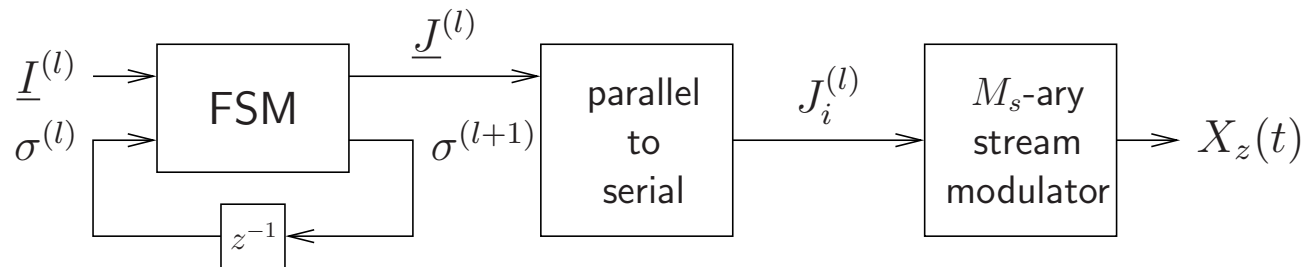 I^{(l)}
σ^{(l)}
FSM
z^{-1}
J^{(l)}
σ^{(l+1)}
parallel
to
serial
J_i^{(l)}
M_s-ary
stream
modulator
X_z(t)